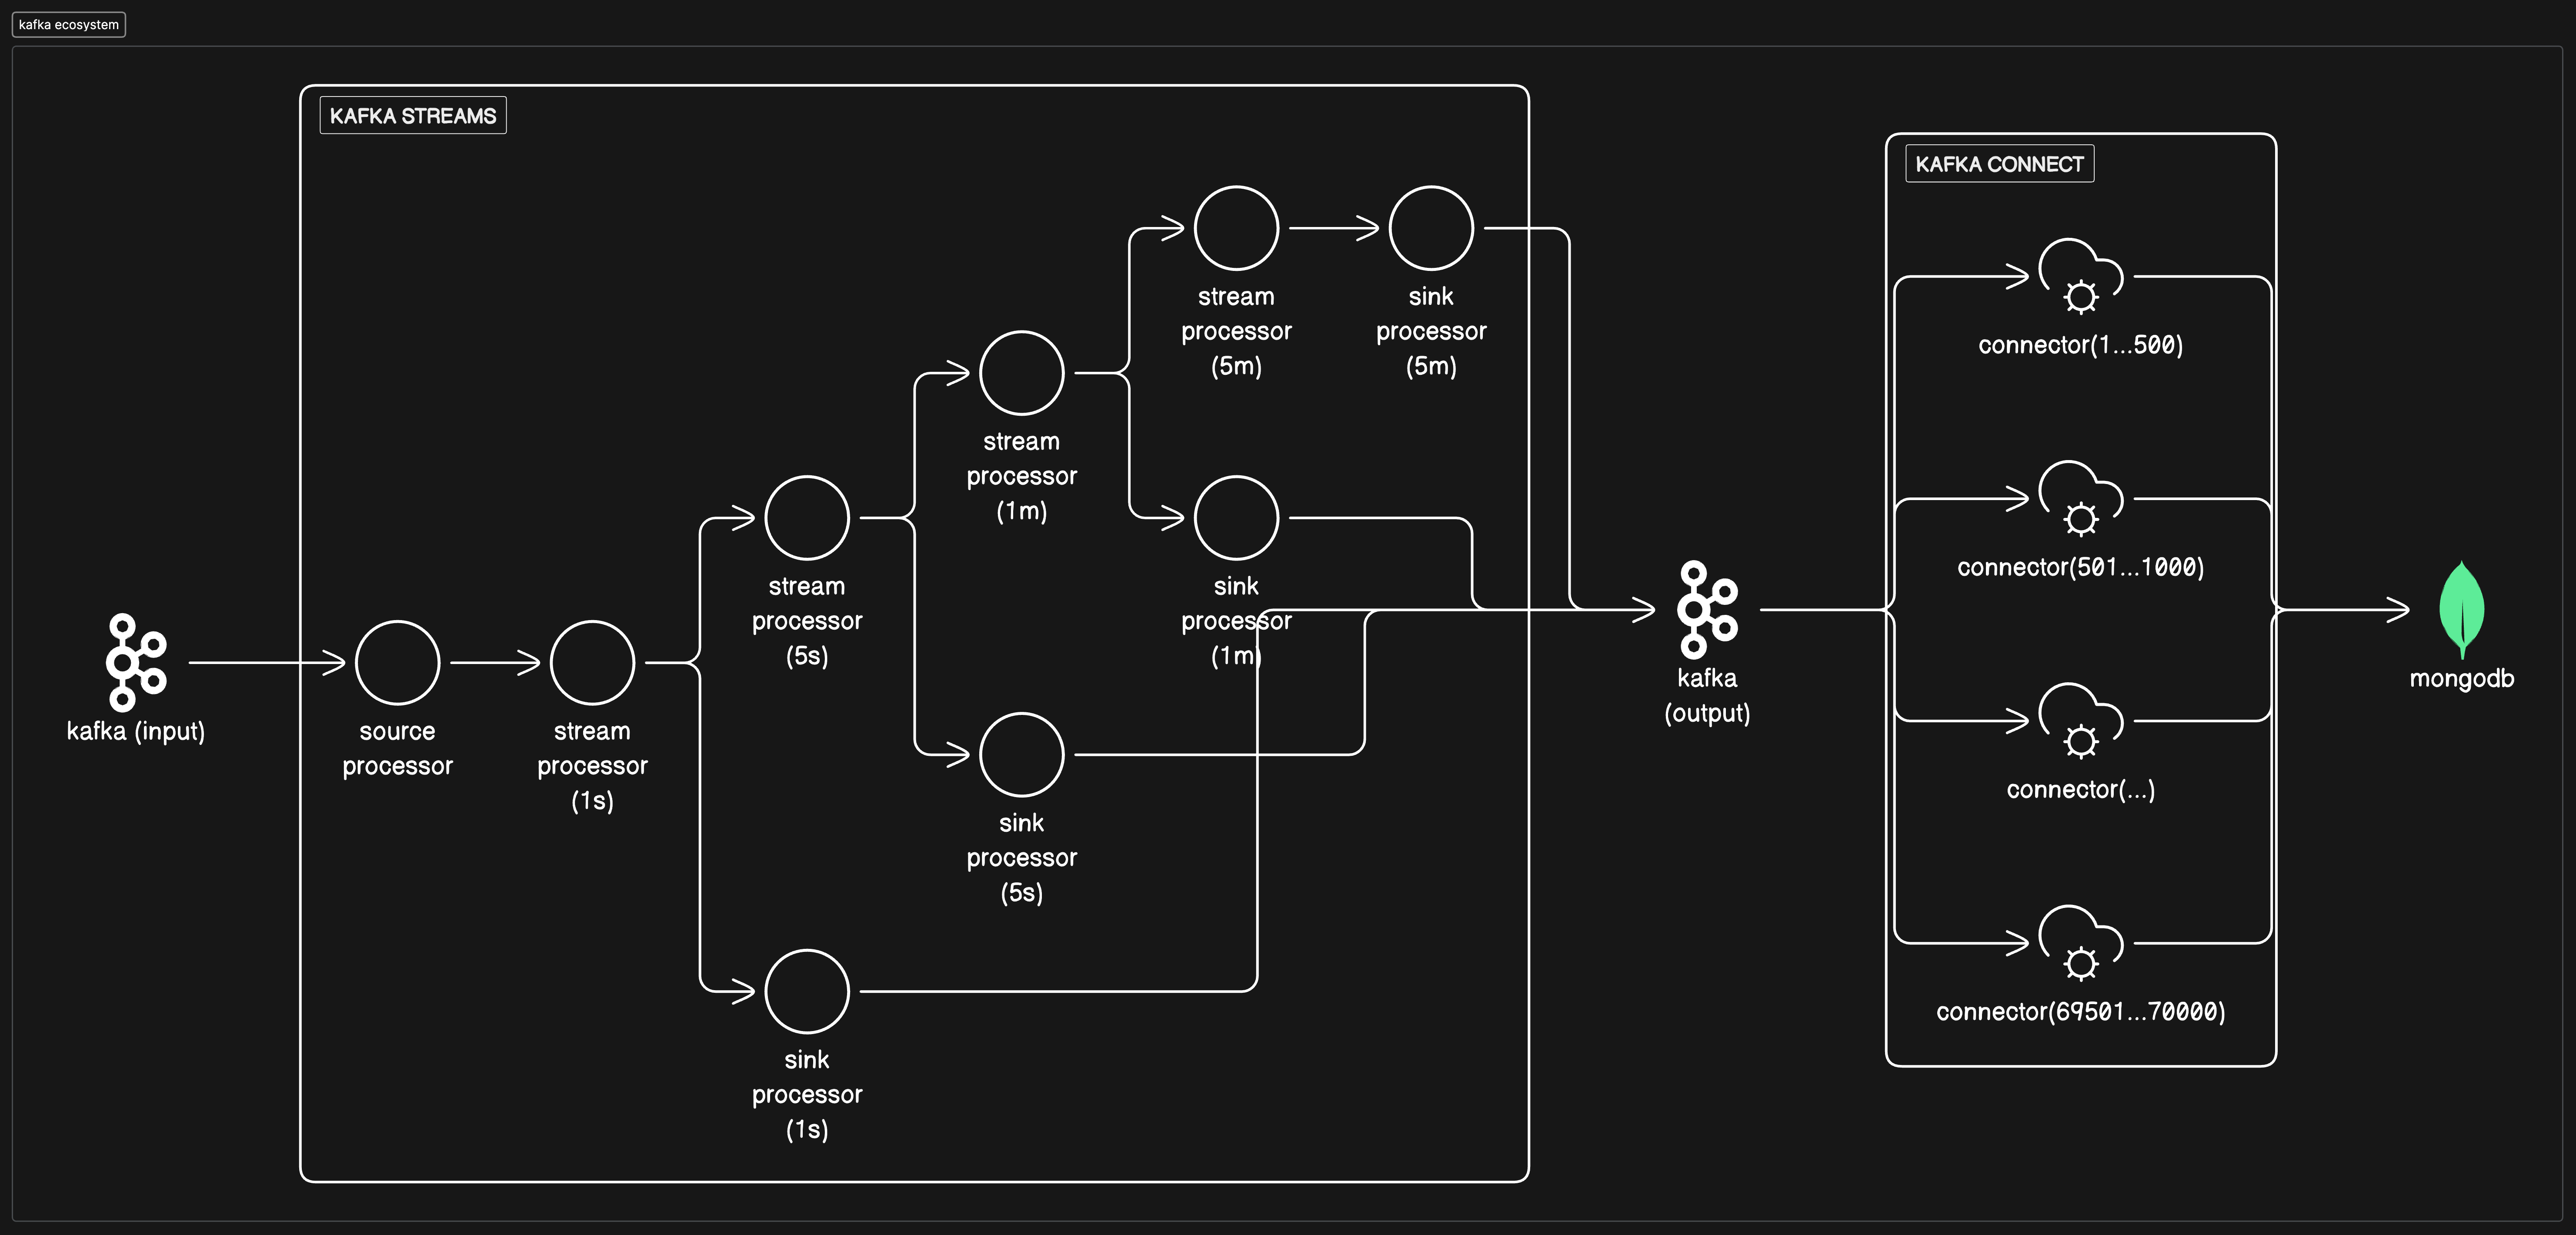 kafka ecosystem
KAFKA STREAMS
KAFKA CONNECT
stream
processor
(5m)
sink
processor
(5m)
connector(1...500)
stream
processor
(1m)
connector(501...1000)
stream
processor
(5s)
sink
processor
(1m)
kafka (input)
source
processor
stream
processor
(1s)
kafka
(output)
mongodb
connector(...)
sink
processor
(5s)
connector(69501...70000)
sink
processor
(1s)